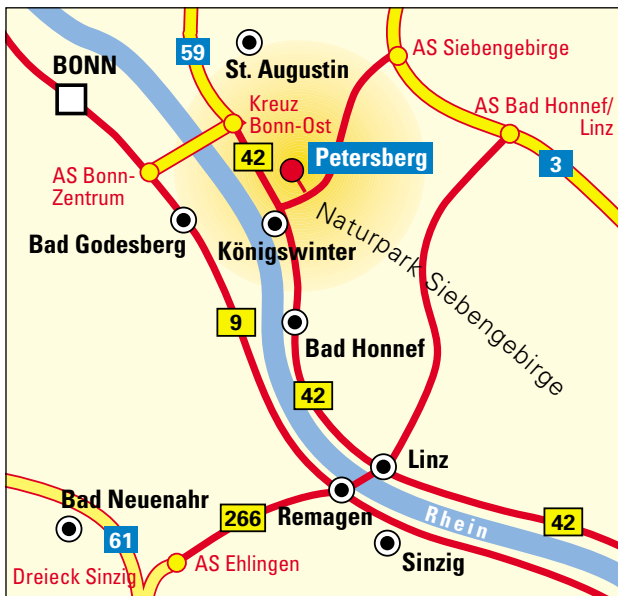 59
St. Augustin
AS Siebengebirge
BONN
Kreuz
Bonn-Ost
AS Bad Honnef/
Linz
42
Petersberg
3
AS Bonn-
Zentrum
Bad Godesberg
Königswinter
Naturpark Siebengebirge
9
Bad Honnef
42
Linz
Bad Neuenahr
266
Remagen
Rhein
42
61
Sinzig
Dreieck Sinzig
AS Ehlingen